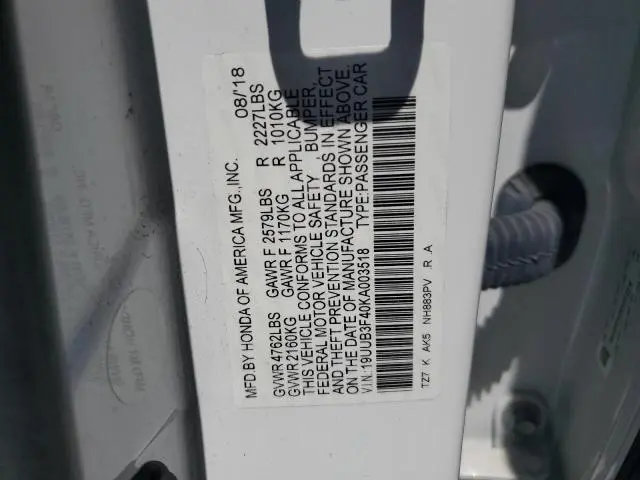 MFD.BY HONDA OF AMERICA MFG.,INC. 08/'18
GVWR 4762LBS GAWR F 2579LBS R 2227LBS
GVWR 2160KG GAWR F 1170KG R 1010KG
THIS VEHICLE CONFORMS TO ALL APPLICABLE
FEDERAL MOTOR VEHICLE SAFETY , BUMPER,
AND THEFT PREVENTION STANDARDS IN EFFECT
ON THE DATE OF MANUFACTURE SHOWN ABOVE.
V.I.N.:19UUB3F40KA003518 TYPE:PASSENGER CAR
TZ7 K AK5 NH883PV R A